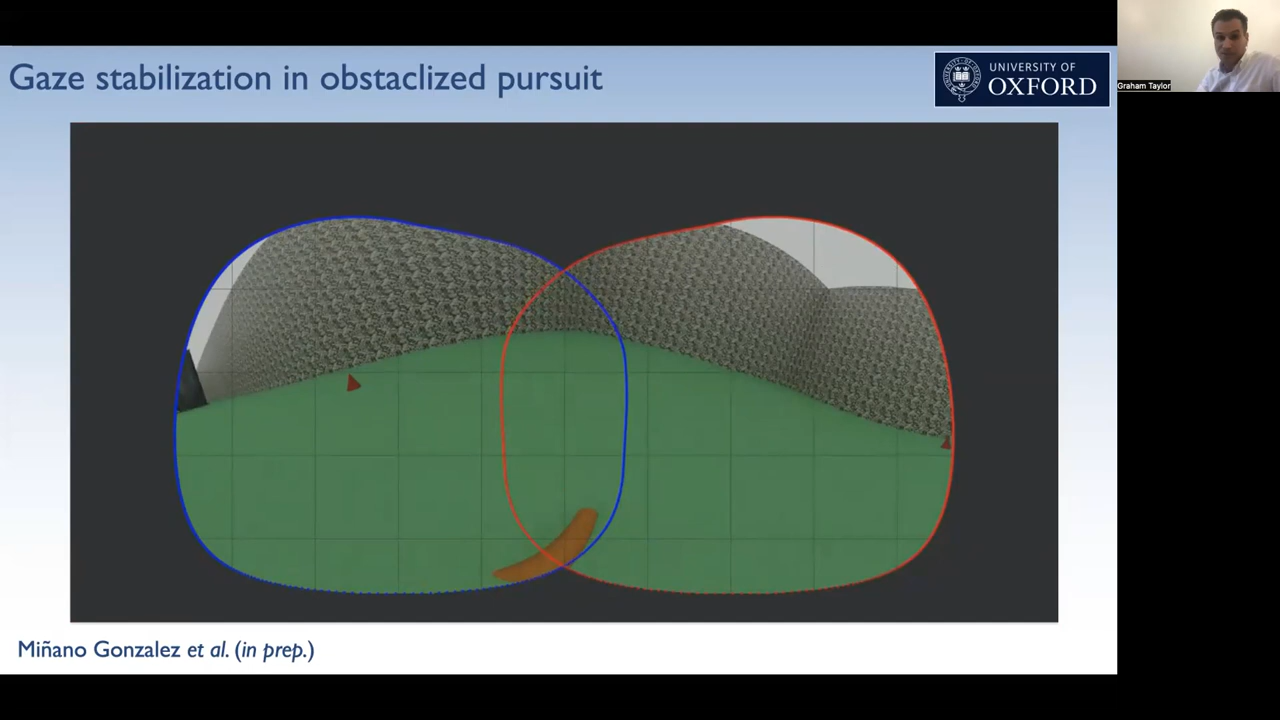 Gaze stabilization in obstaclized pursuit
UNIVERSITY OF
OXFORD
Graham Taylor
Miñano Gonzalez et al. (in prep.)